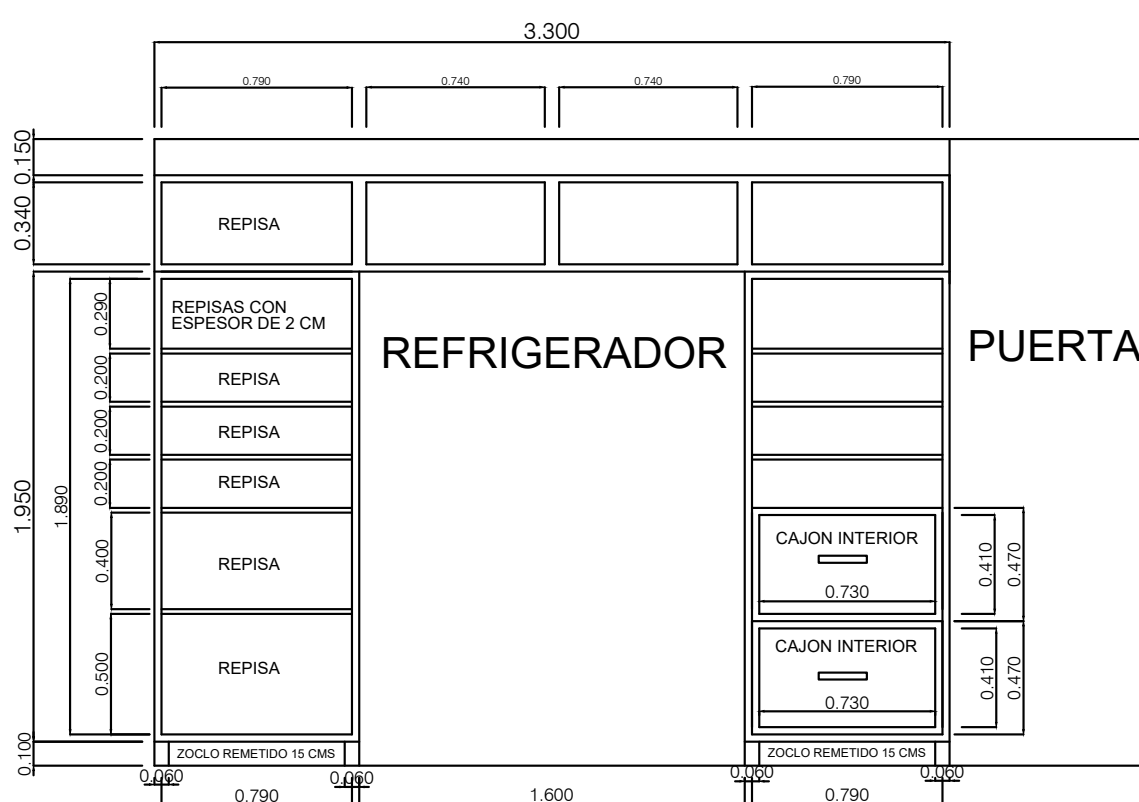 3.300
0.790
0.740
0.740
0.790
0.150
0.340
REPISA
0.290
REPISAS CON
ESPESOR DE 2 CM
REFRIGERADOR
PUERTA
0.200
REPISA
0.200
REPISA
0.200
REPISA
1.950
1.890
0.400
REPISA
CAJON INTERIOR
0.730
0.410
0.470
0.500
REPISA
CAJON INTERIOR
0.730
0.410
0.470
0.100
ZOCLO REMETIDO 15 CMS
ZOCLO REMETIDO 15 CMS
0.060
0.060
0.060
0.060
0.790
1.600
0.790